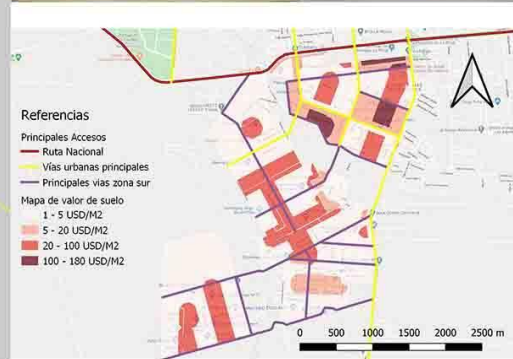 Referencias
Principales Accesos
Ruta Nacional
Vías urbanas principales
Principales vias zona sur
Mapa de valor de suelo
1 - 5 USD/M2
5 - 20 USD/M2
20 - 100 USD/M2
100 - 180 USD/M2
0 500 1000 1500 2000 2500 m